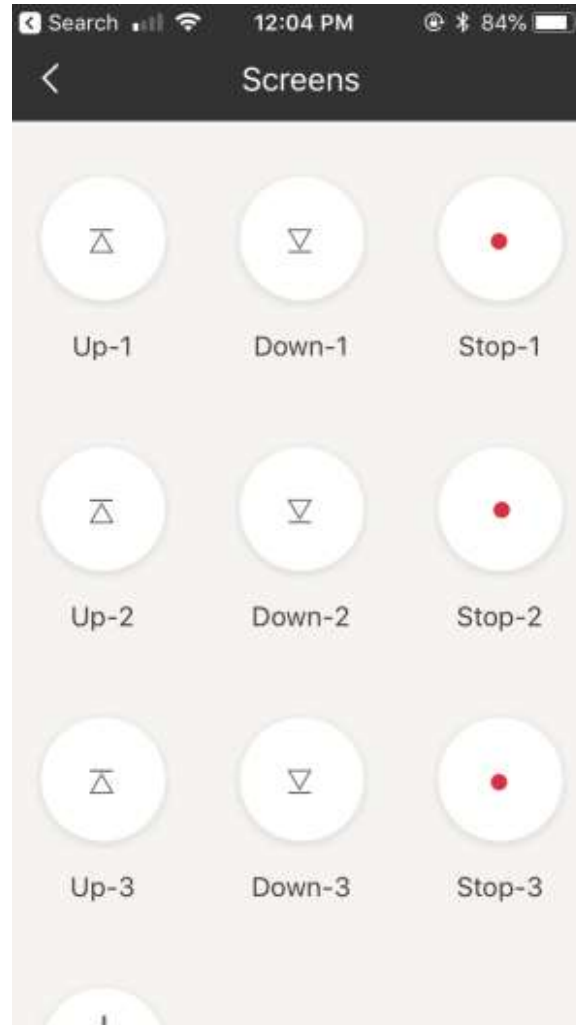 Search 12:04 PM 84%
Screens
Up-1 Down-1 Stop-1
Up-2 Down-2 Stop-2
Up-3 Down-3 Stop-3